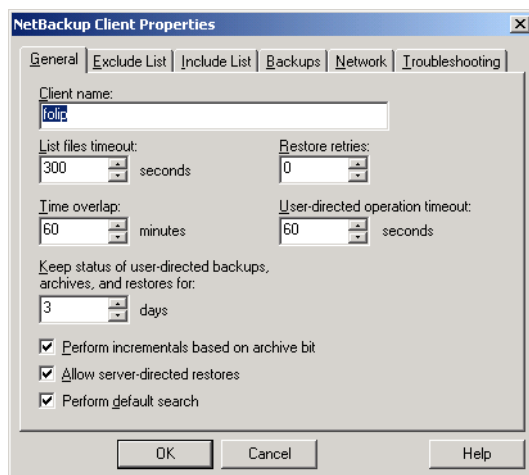 NetBackup Client Properties
General Exclude List Include List Backups Network Troubleshooting
Client name:
folip
List files timeout: Restore retries:
300 seconds 0
Time overlap: User-directed operation timeout:
60 minutes 60 seconds
Keep status of user-directed backups,
archives, and restores for:
3 days
Perform incrementals based on archive bit
Allow server-directed restores
Perform default search
OK Cancel Help